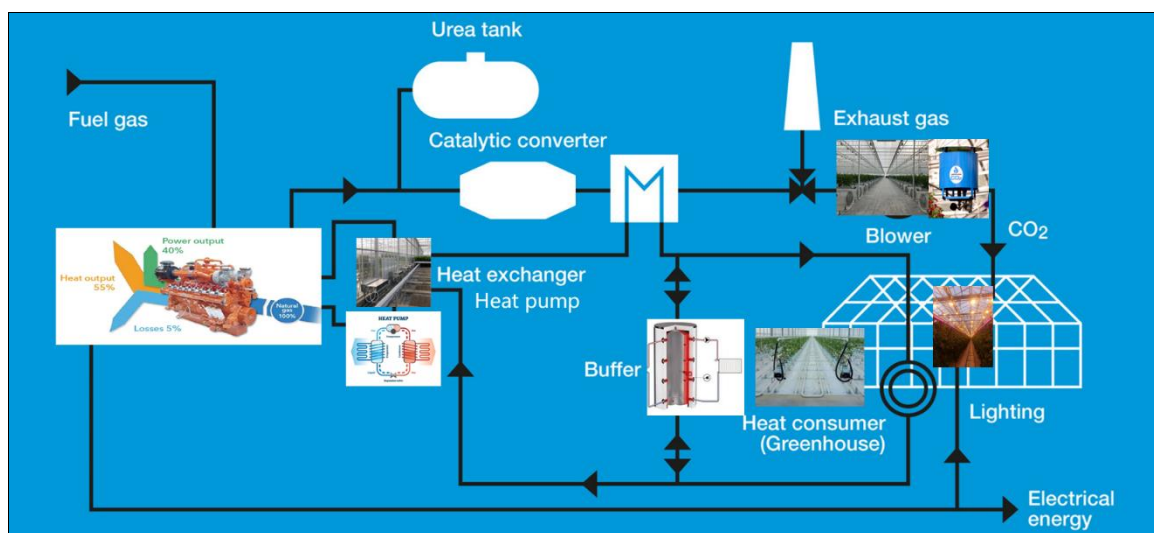 Urea tank
Fuel gas
Catalytic converter
Exhaust gas
Blower
CO2
Power output
40%
Heat output
55%
Losses 5%
Natural
gas
100%
Heat exchanger
Heat pump
HEAT PUMP
Buffer
Heat consumer
(Greenhouse)
Lighting
Electrical
energy